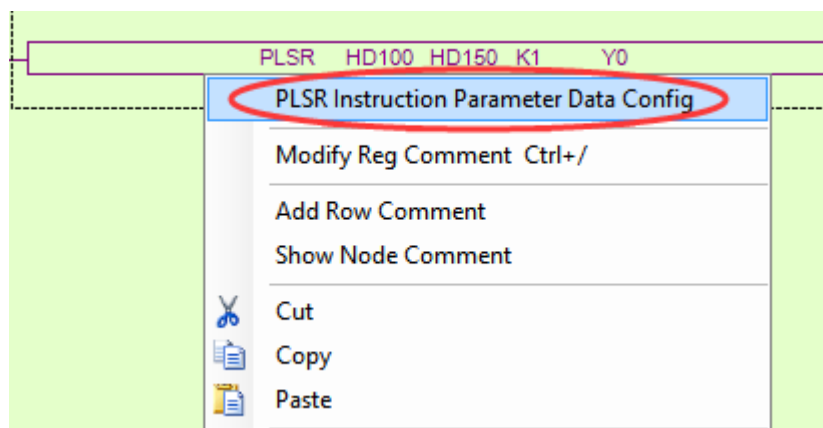 PLSR HD100 HD150 K1 Y0
PLSR Instruction Parameter Data Config
Modify Reg Comment Ctrl+/
Add Row Comment
Show Node Comment
Cut
Copy
Paste